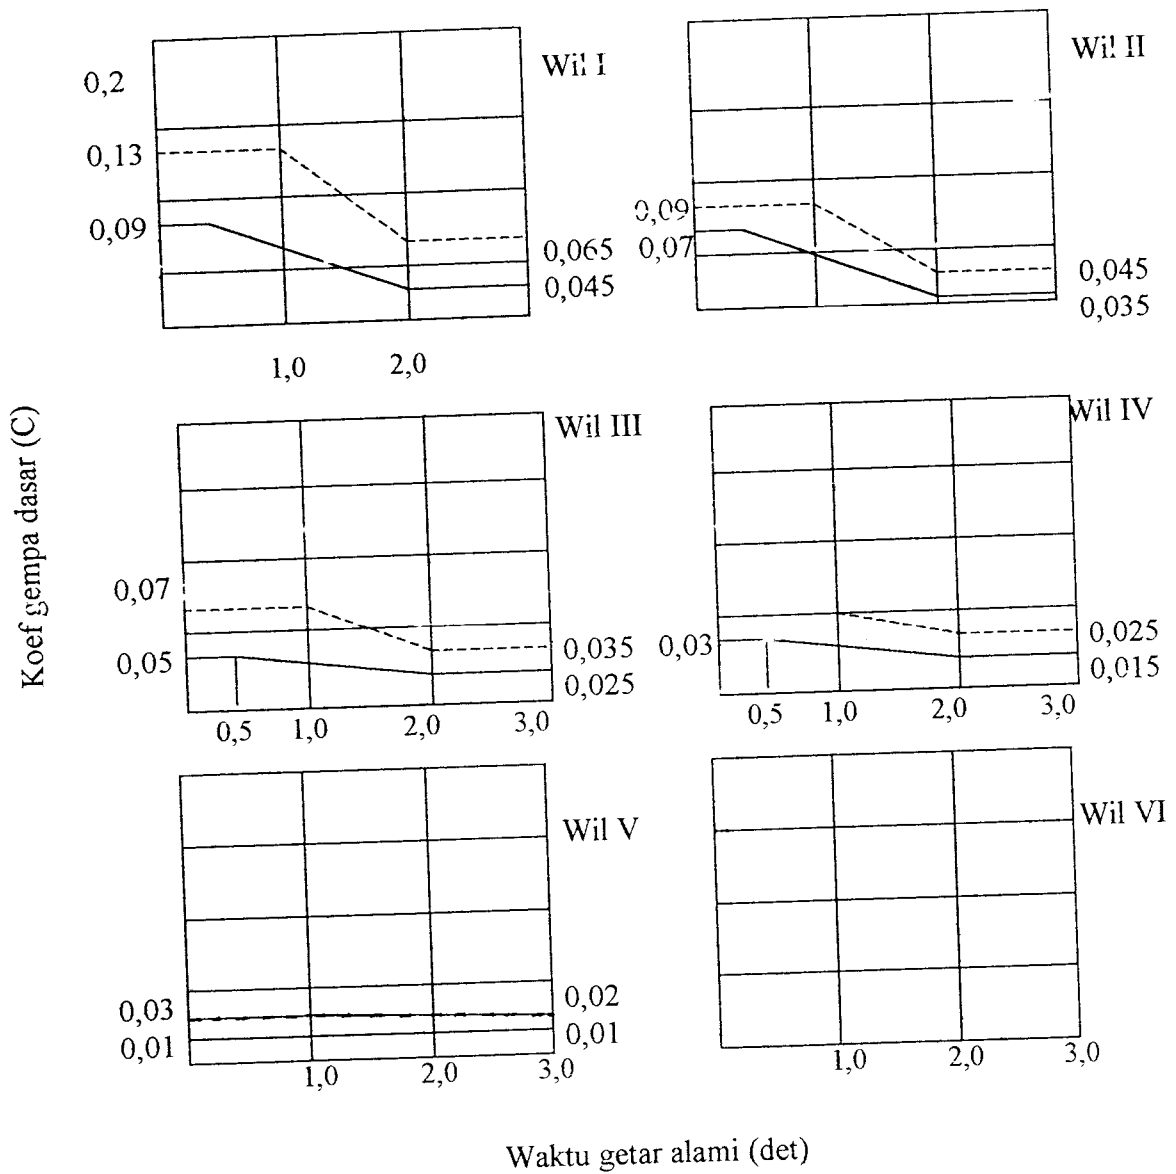 Wil I
Wil II
0,2
0,13
0,09
0,065
0,045
0,09
0,07
0,045
0,035
1,0 2,0
Koef gempa dasar (C)
Wil III
Wil IV
0,07
0,05
0,035
0,025
0,03
0,025
0,015
0,5 1,0 2,0 3,0
0,5 1,0 2,0 3,0
Wil V
Wil VI
0,03
0,01
0,02
0,01
1,0 2,0 3,0
1,0 2,0 3,0
Waktu getar alami (det)